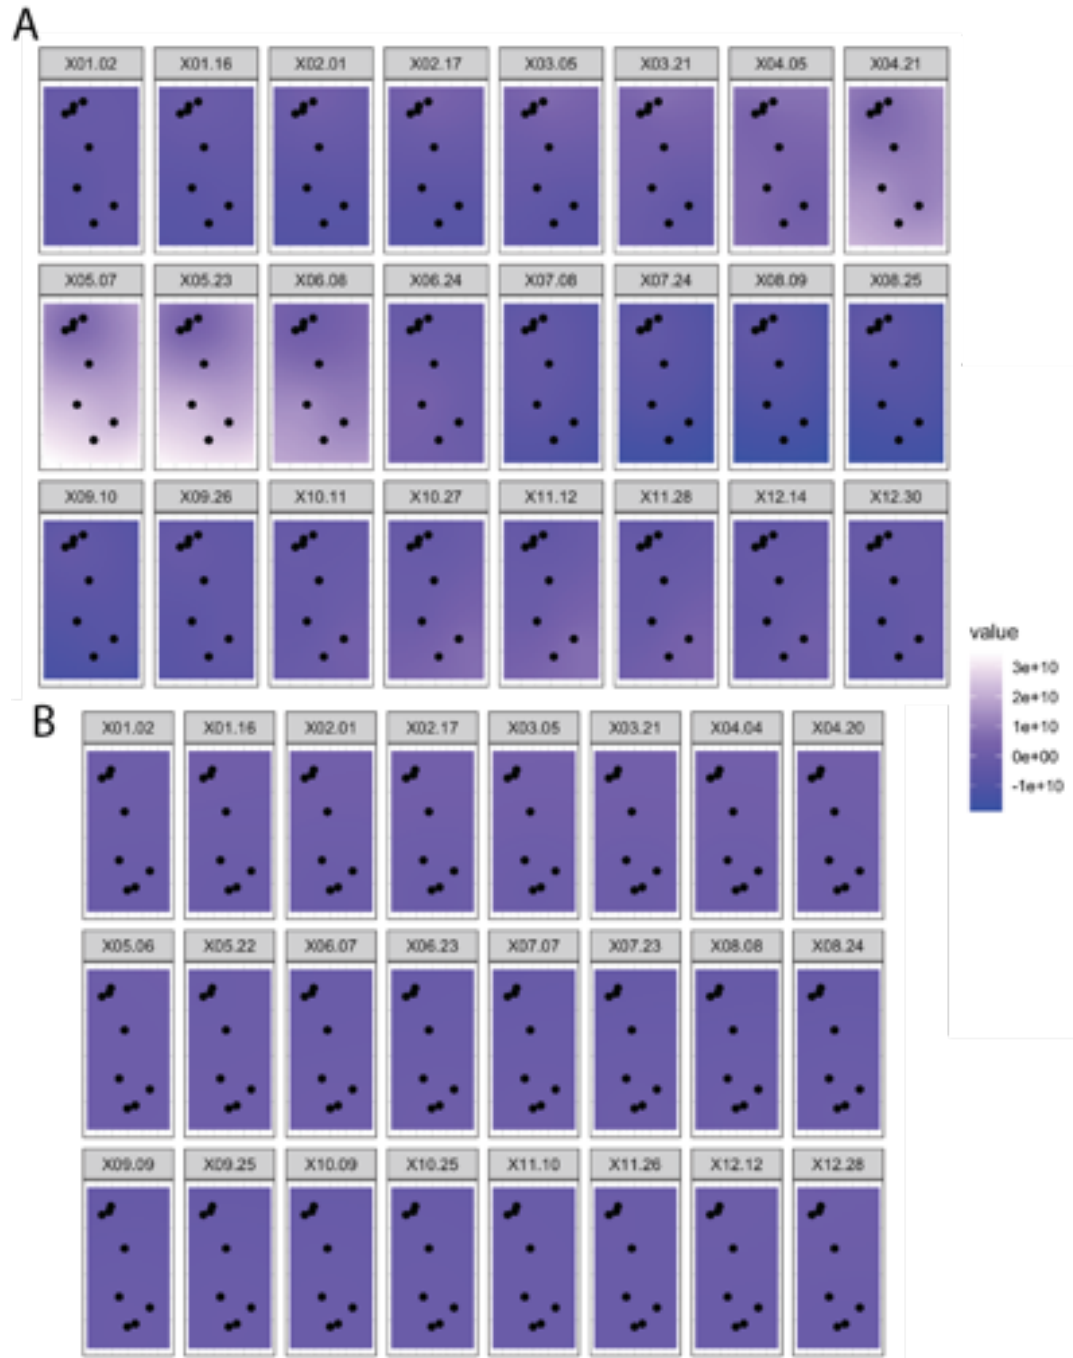 A
X01.02 X01.16 X02.01 X02.17 X03.05 X03.21 X04.05 X04.21
X05.07 X05.23 X06.08 X06.24 X07.08 X07.24 X08.09 X08.25
X09.10 X09.26 X10.11 X10.27 X11.12 X11.28 X12.14 X12.30
value
3e+10
2e+10
1e+10
0e+00
-1e+10
B
X01.02 X01.16 X02.01 X02.17 X03.05 X03.21 X04.04 X04.20
X05.06 X05.22 X06.07 X06.23 X07.07 X07.23 X08.08 X08.24
X09.09 X09.25 X10.09 X10.25 X11.10 X11.26 X12.12 X12.28